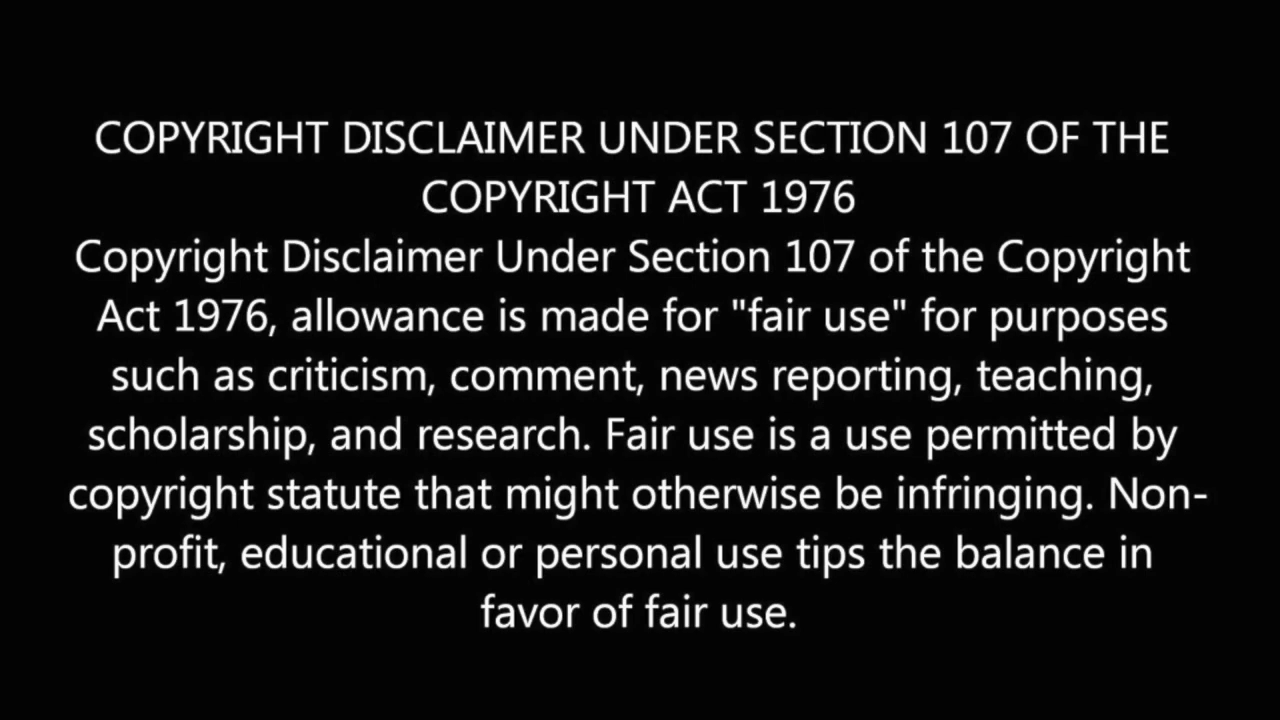 COPYRIGHT DISCLAIMER UNDER SECTION 107 OF THE
COPYRIGHT ACT 1976
Copyright Disclaimer Under Section 107 of the Copyright
Act 1976, allowance is made for "fair use" for purposes
such as criticism, comment, news reporting, teaching,
scholarship, and research. Fair use is a use permitted by
copyright statute that might otherwise be infringing. Non-
profit, educational or personal use tips the balance in
favor of fair use.